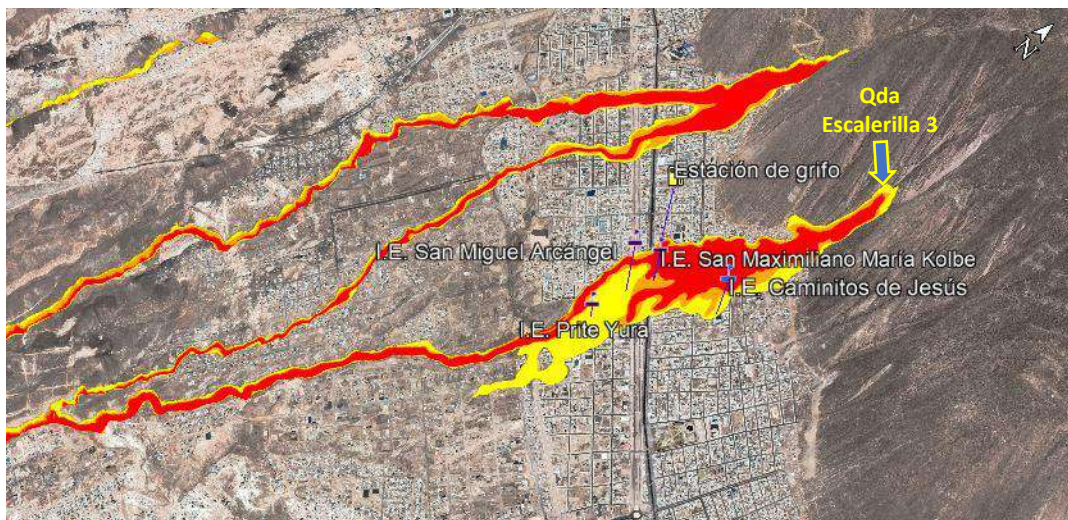 N
Qda
Escalerilla 3
Estación de grifo
I.E. San Miguel Arcángel
I.E. San Maximiliano María Kolbe
I.E. Caminitos de Jesús
I.E. Prite Yura